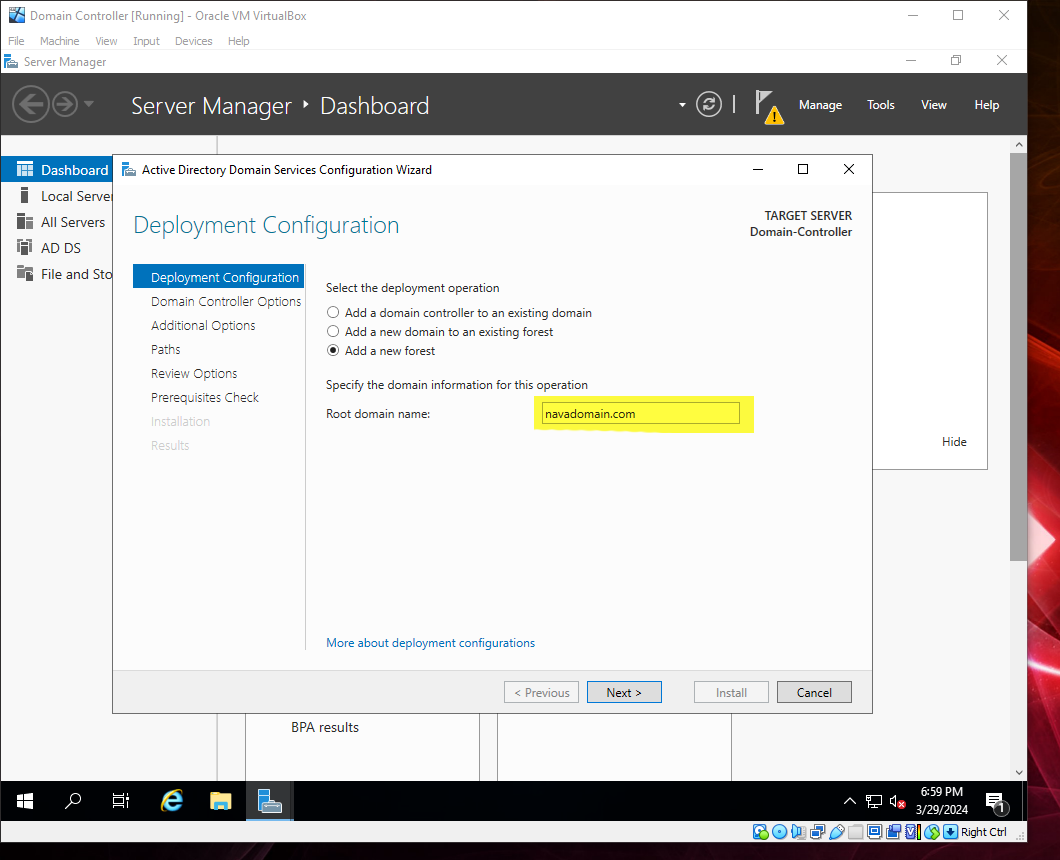 Domain Controller [Running] - Oracle VM VirtualBox
File Machine View Input Devices Help
Server Manager
Server Manager Dashboard
Manage Tools View Help
Dashboard
Local Server
All Servers
AD DS
File and Sto
Active Directory Domain Services Configuration Wizard
Deployment Configuration
TARGET SERVER
Domain-Controller
Deployment Configuration
Domain Controller Options
Additional Options
Paths
Review Options
Prerequisites Check
Installation
Results
Select the deployment operation
Add a domain controller to an existing domain
Add a new domain to an existing forest
Add a new forest
Specify the domain information for this operation
Root domain name: navadomain.com
More about deployment configurations
< Previous Next > Install Cancel
Hide
BPA results
6:59 PM
3/29/2024
1
Right Ctrl